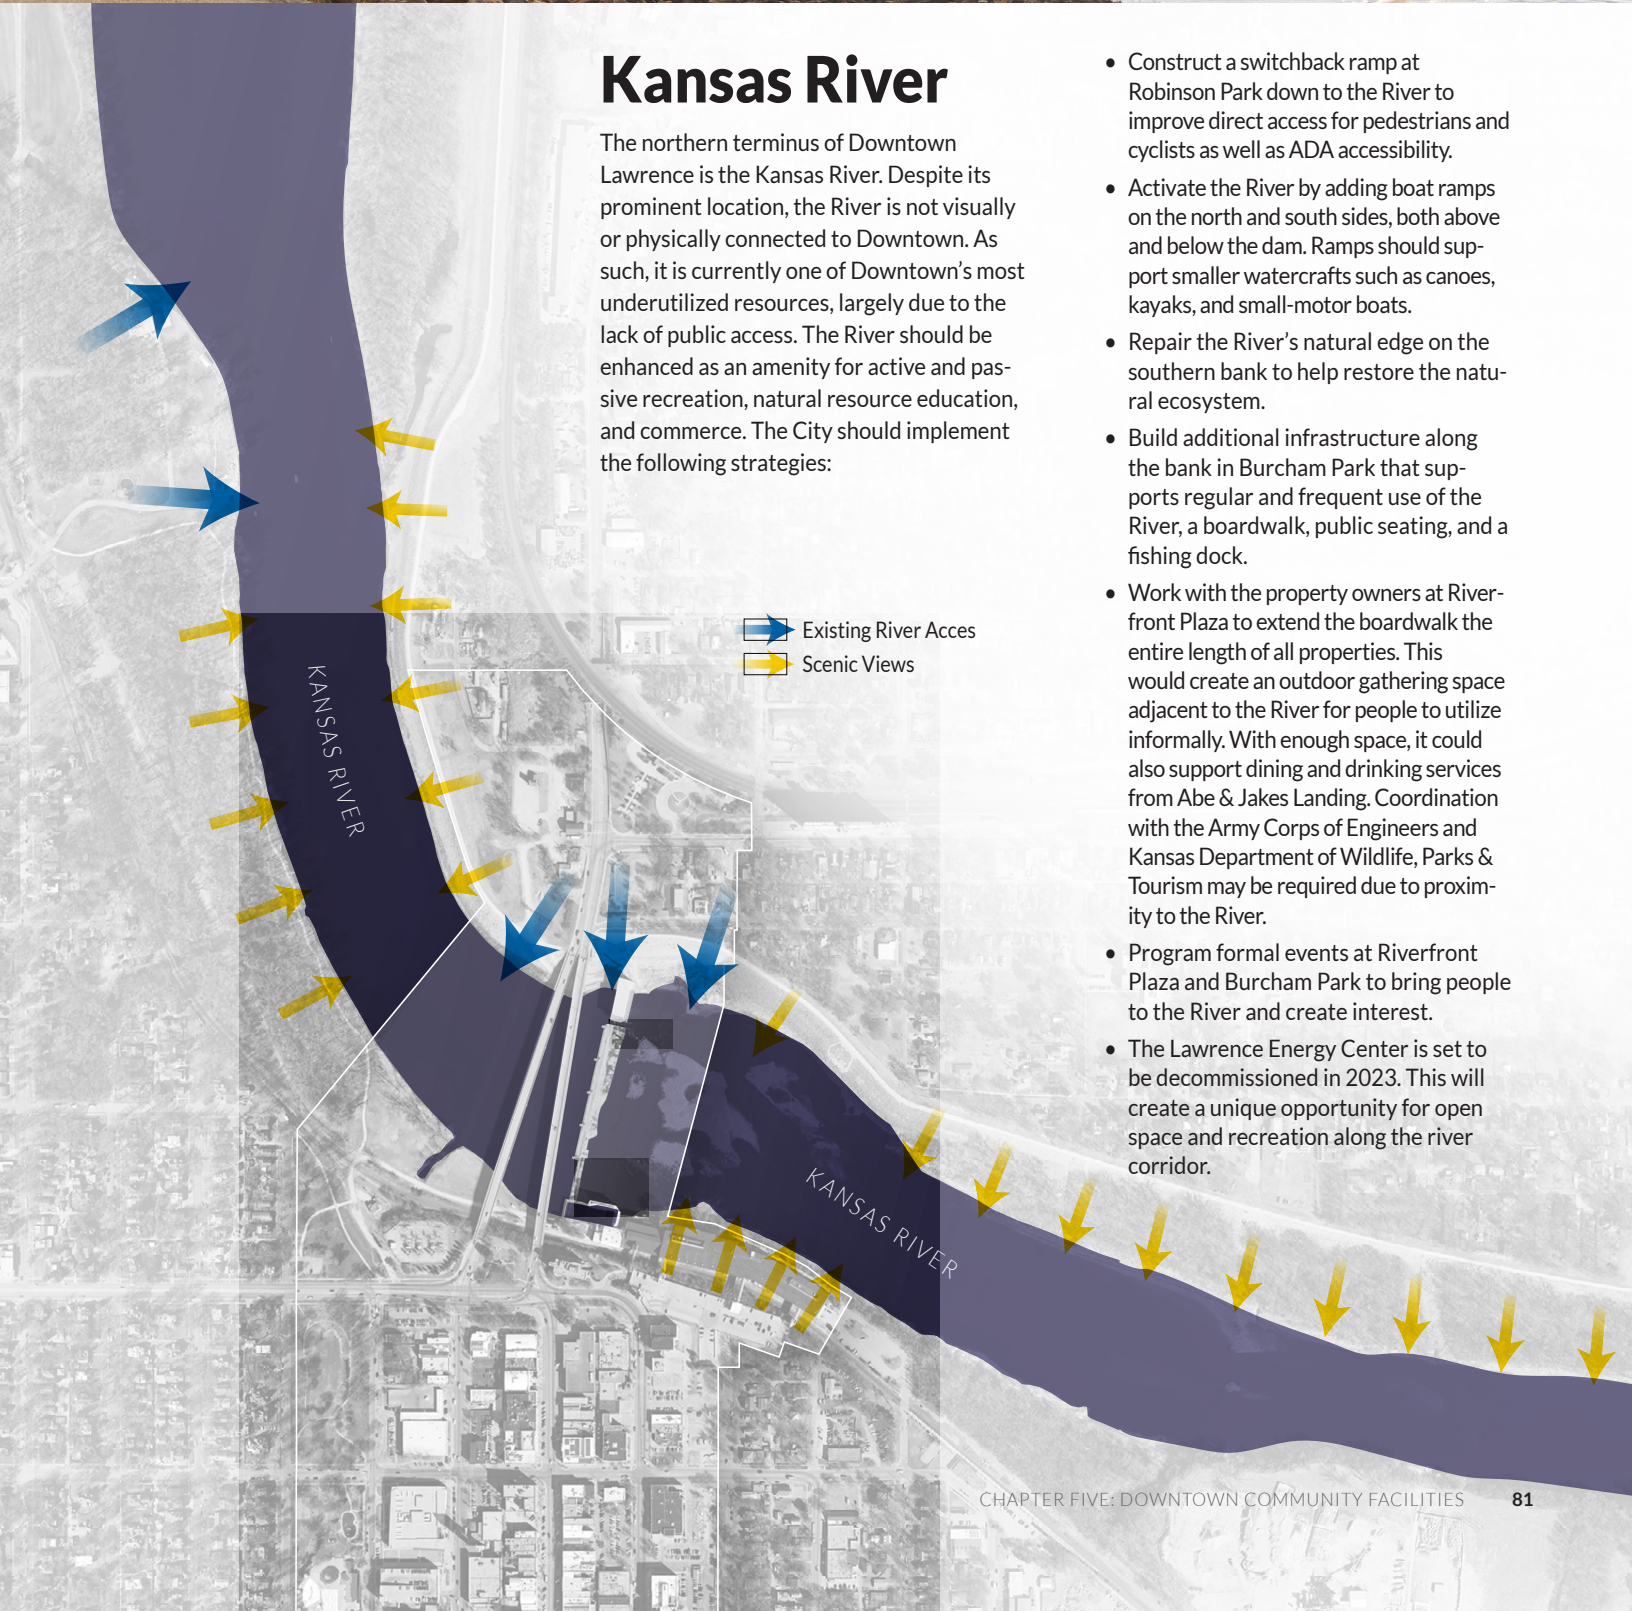 Kansas River
The northern terminus of Downtown
Lawrence is the Kansas River. Despite its
prominent location, the River is not visually
or physically connected to Downtown. As
such, it is currently one of Downtown's most
underutilized resources, largely due to the
lack of public access. The River should be
enhanced as an amenity for active and pas-
sive recreation, natural resource education,
and commerce. The City should implement
the following strategies:
• Construct a switchback ramp at
Robinson Park down to the River to
improve direct access for pedestrians and
cyclists as well as ADA accessibility.
• Activate the River by adding boat ramps
on the north and south sides, both above
and below the dam. Ramps should sup-
port smaller watercrafts such as canoes,
kayaks, and small-motor boats.
• Repair the River's natural edge on the
southern bank to help restore the natu-
ral ecosystem.
• Build additional infrastructure along
the bank in Burcham Park that sup-
ports regular and frequent use of the
River, a boardwalk, public seating, and a
fishing dock.
• Work with the property owners at River-
front Plaza to extend the boardwalk the
entire length of all properties. This
would create an outdoor gathering space
adjacent to the River for people to utilize
informally. With enough space, it could
also support dining and drinking services
from Abe & Jakes Landing. Coordination
with the Army Corps of Engineers and
Kansas Department of Wildlife, Parks &
Tourism may be required due to proxim-
ity to the River.
• Program formal events at Riverfront
Plaza and Burcham Park to bring people
to the River and create interest.
• The Lawrence Energy Center is set to
be decommissioned in 2023. This will
create a unique opportunity for open
space and recreation along the river
corridor.
Existing River Acces
Scenic Views
KANSAS RIVER
KANSAS RIVER
CHAPTER FIVE: DOWNTOWN COMMUNITY FACILITIES 81